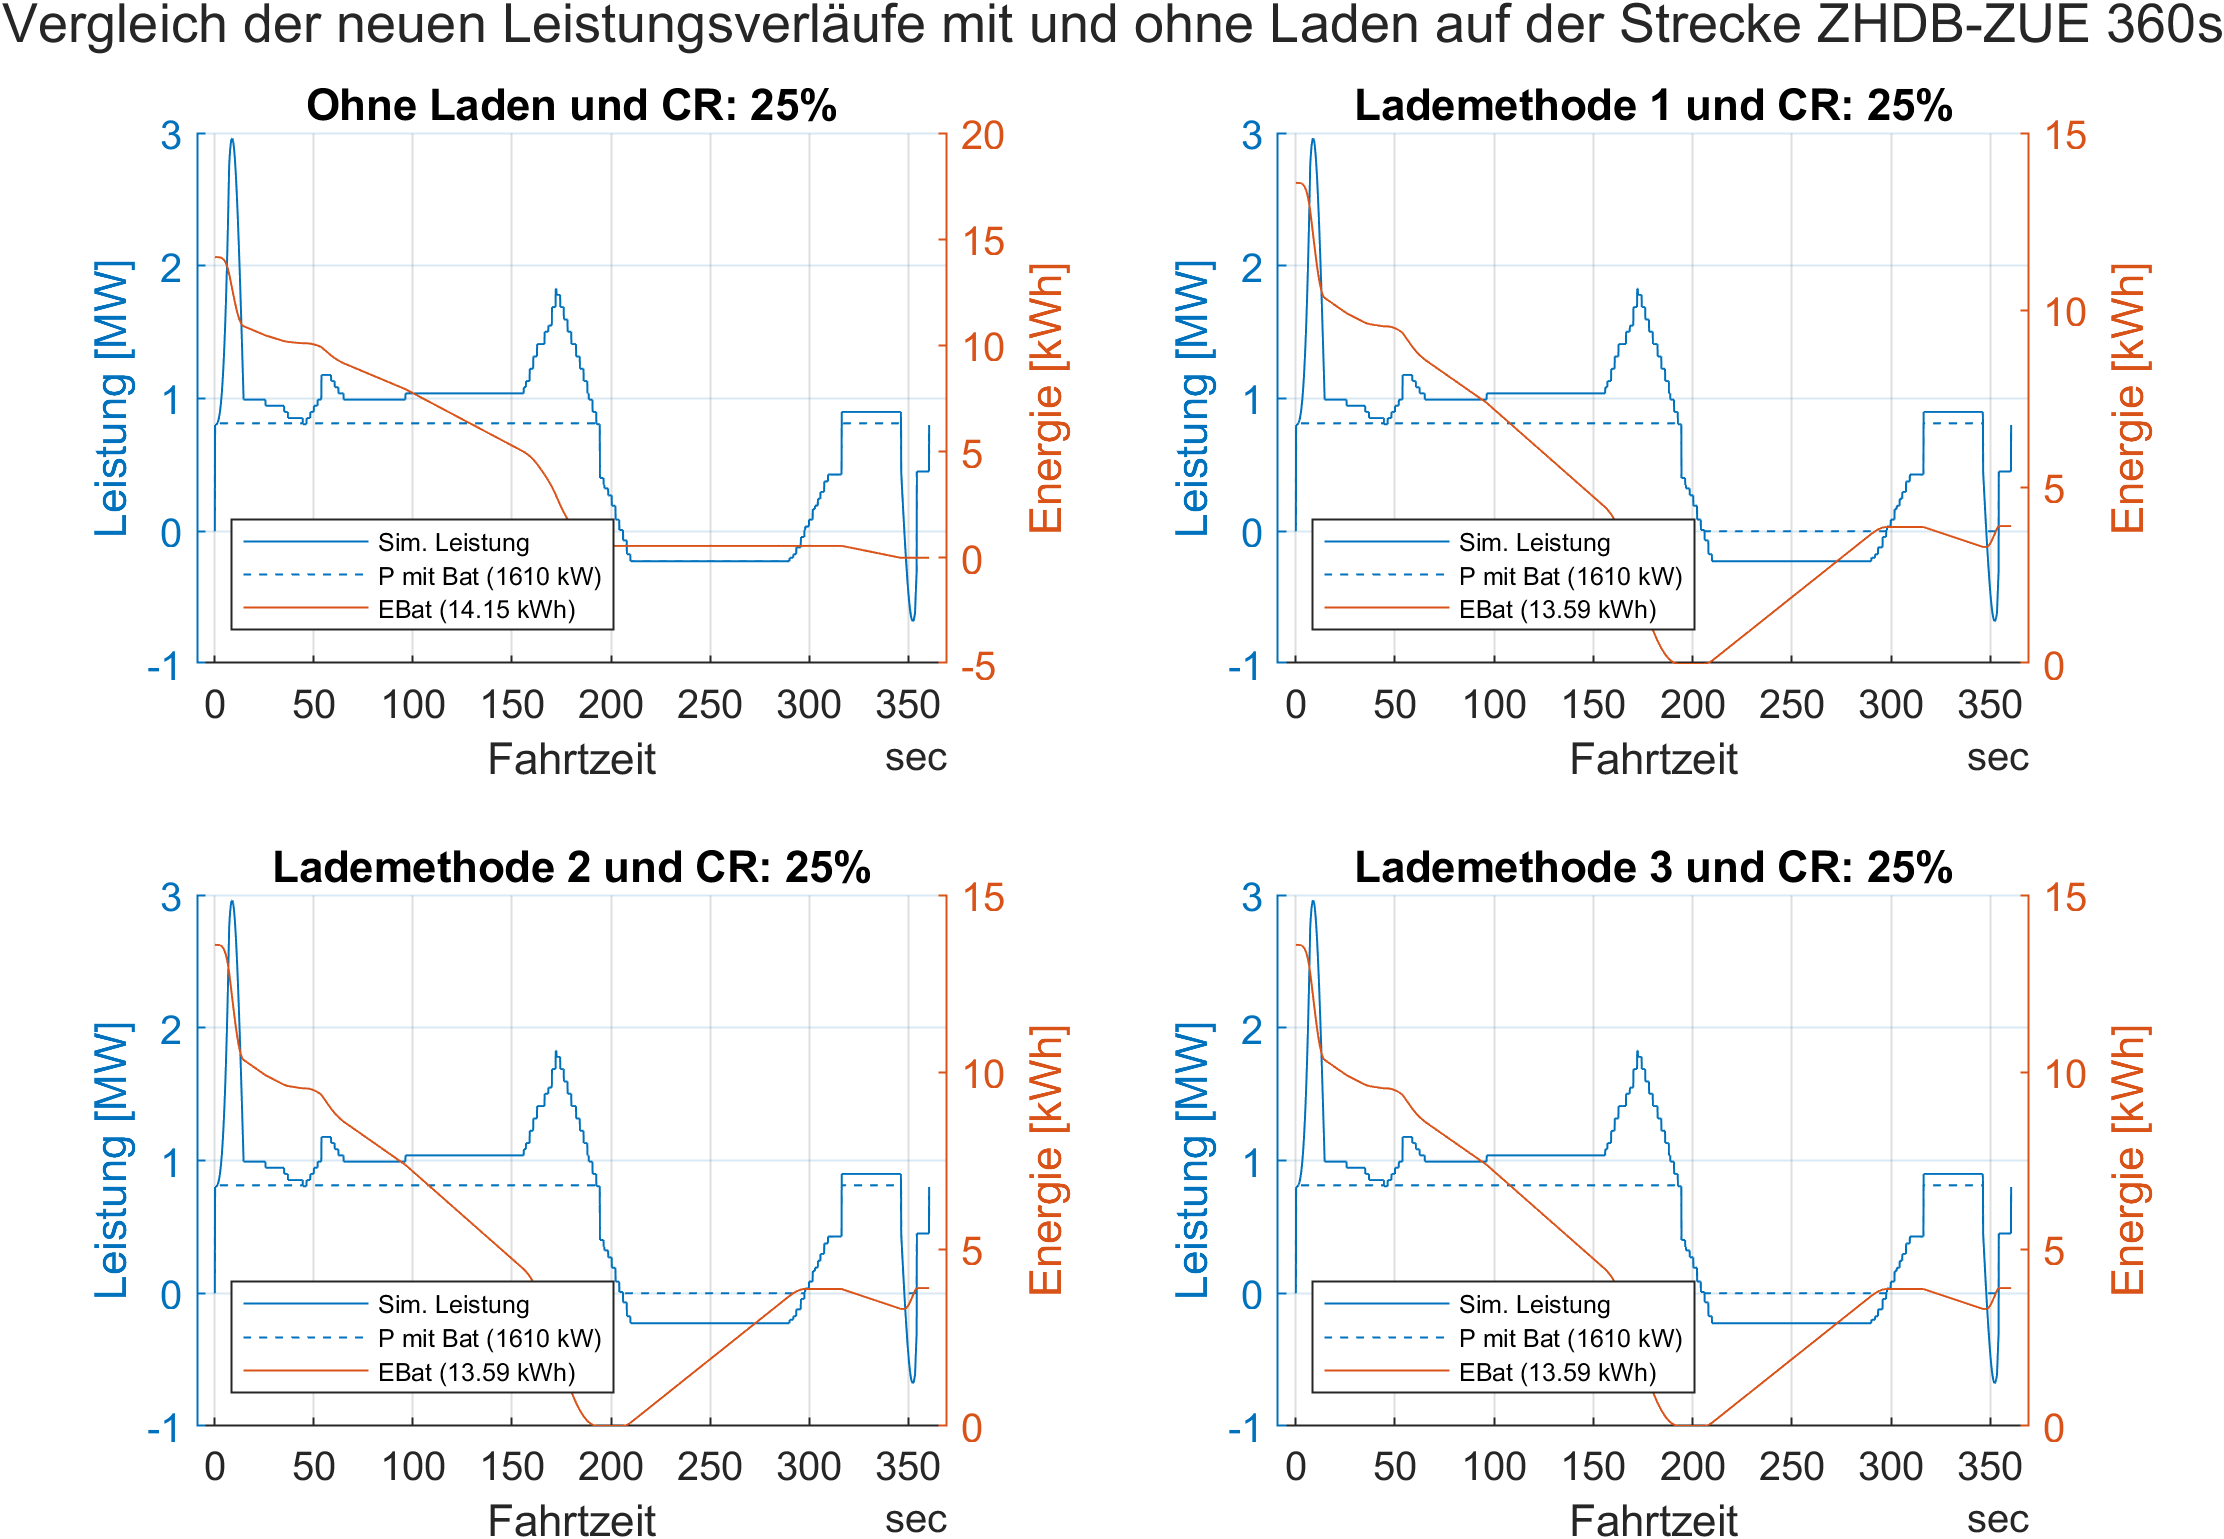 Vergleich der neuen Leistungsverläufe mit und ohne Laden auf der Strecke ZHDB-ZUE 360s
Ohne Laden und CR: 25%
3
2
1
0
-1
Leistung [MW]
20
15
10
5
0
-5
Energie [kWh]
Sim. Leistung
P mit Bat (1610 kW)
EBat (14.15 kWh)
0 50 100 150 200 250 300 350
Fahrtzeit sec
Lademethode 1 und CR: 25%
3
2
1
0
-1
Leistung [MW]
15
10
5
0
Energie [kWh]
Sim. Leistung
P mit Bat (1610 kW)
EBat (13.59 kWh)
0 50 100 150 200 250 300 350
Fahrtzeit sec
Lademethode 2 und CR: 25%
3
2
1
0
-1
Leistung [MW]
15
10
5
0
Energie [kWh]
Sim. Leistung
P mit Bat (1610 kW)
EBat (13.59 kWh)
0 50 100 150 200 250 300 350
Fahrtzeit sec
Lademethode 3 und CR: 25%
3
2
1
0
-1
Leistung [MW]
15
10
5
0
Energie [kWh]
Sim. Leistung
P mit Bat (1610 kW)
EBat (13.59 kWh)
0 50 100 150 200 250 300 350
Fahrtzeit sec